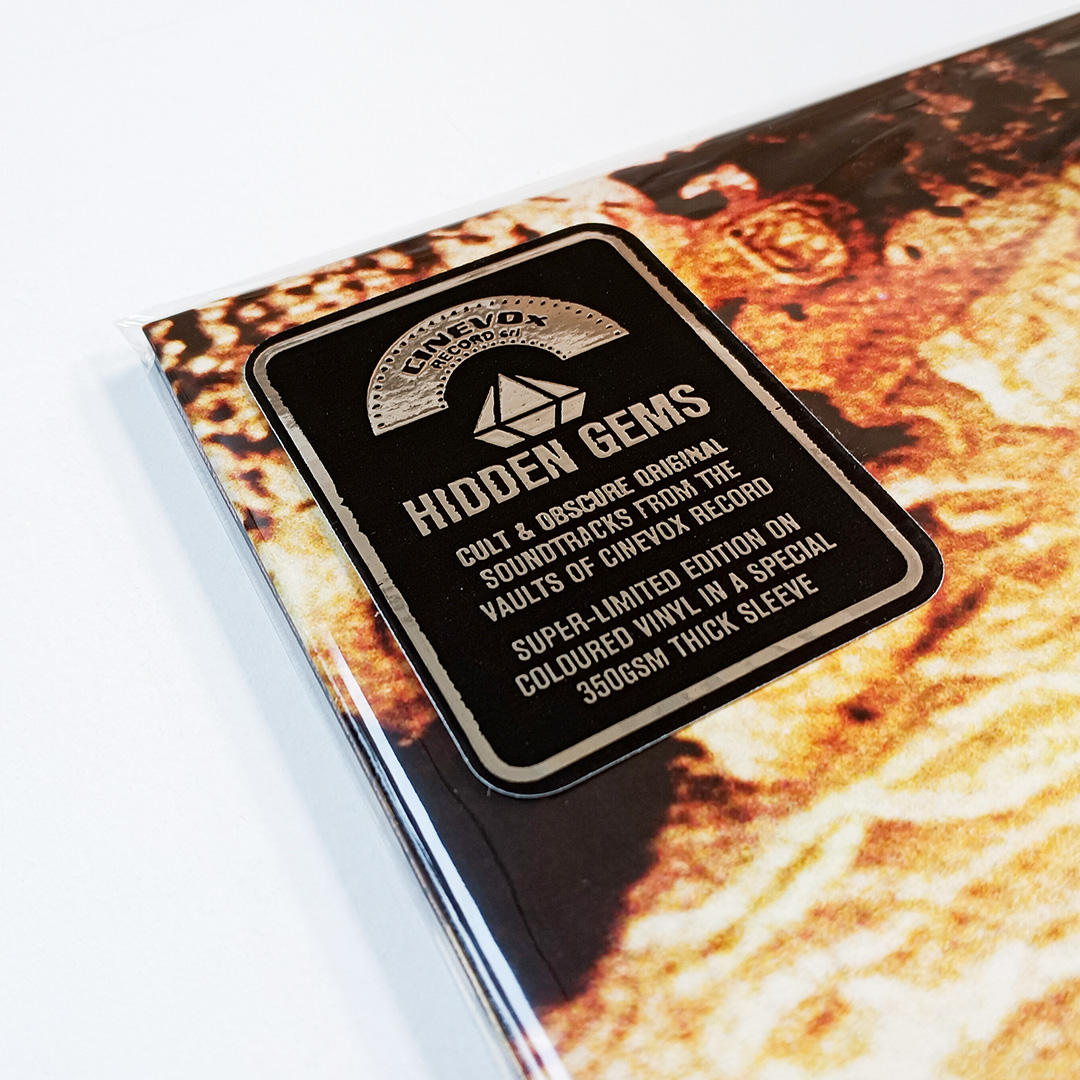 CINEVOX
RECORD srl
HIDDEN GEMS
CULT & OBSCURE ORIGINAL
SOUNDTRACKS FROM THE
VAULTS OF CINEVOX RECORD
SUPER-LIMITED EDITION ON
COLOURED VINYL IN A SPECIAL
350GSM THICK SLEEVE